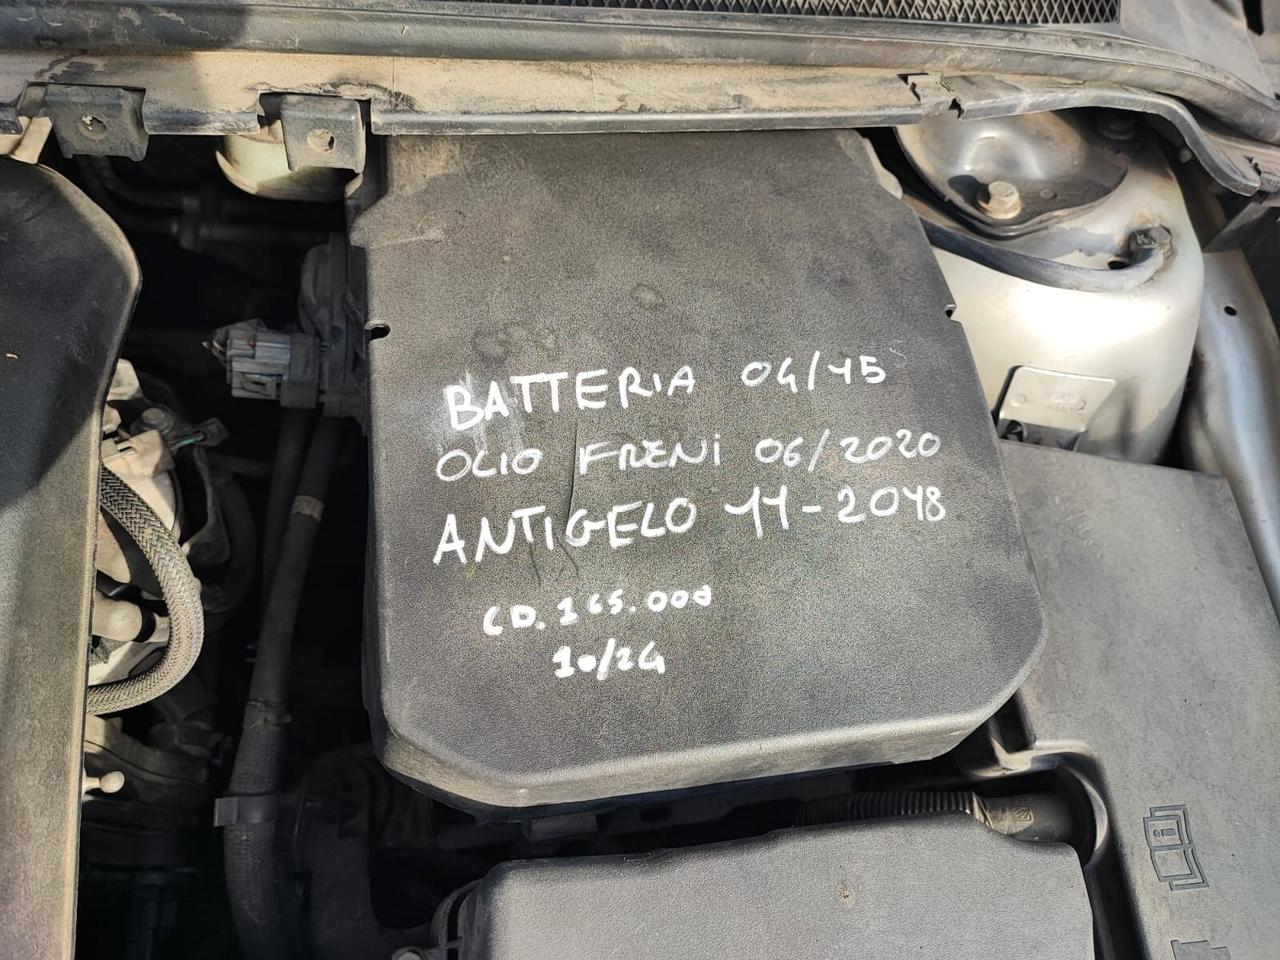 BATTERIA 04/15
OLIO FRENI 06/2020
ANTIGELO 11-2018
CD. 165.000
10/24